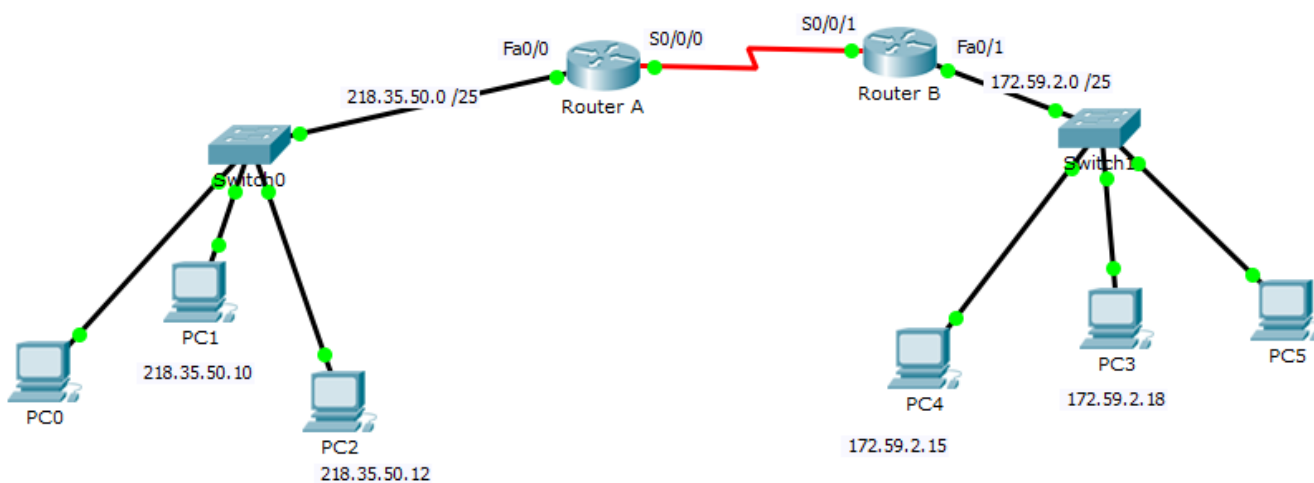 Fa0/0
S0/0/0
S0/0/1
Fa0/1
218.35.50.0 /25
Router A
Router B
172.59.2.0 /25
Switch0
Switch1
PC1
218.35.50.10
PC0
PC2
218.35.50.12
PC4
172.59.2.15
PC3
172.59.2.18
PC5